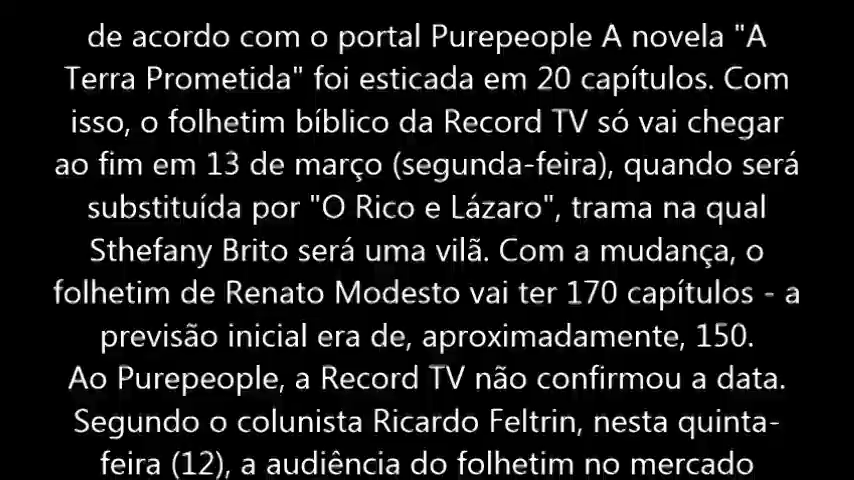 de acordo com o portal Purepeople A novela "A
Terra Prometida" foi esticada em 20 capítulos. Com
isso, o folhetim bíblico da Record TV só vai chegar
ao fim em 13 de março (segunda-feira), quando será
substituída por "O Rico e Lázaro", trama na qual
Sthefany Brito será uma vilã. Com a mudança, o
folhetim de Renato Modesto vai ter 170 capítulos - a
previsão inicial era de, aproximadamente, 150.
Ao Purepeople, a Record TV não confirmou a data.
Segundo o colunista Ricardo Feltrin, nesta quinta-
feira (12), a audiência do folhetim no mercado